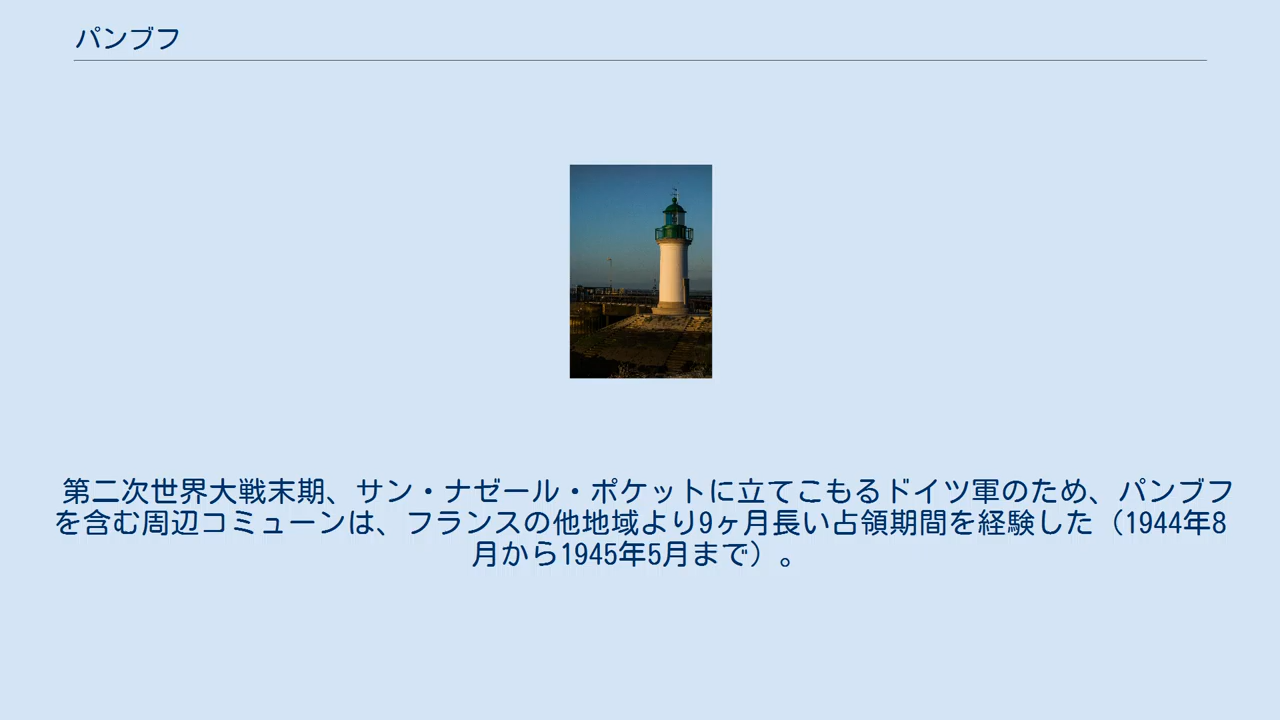 パンブフ
第二次世界大戦末期、サン・ナゼール・ポケットに立てこもるドイツ軍のため、パンブフ
を含む周辺コミューンは、フランスの他地域より9ヶ月長い占領期間を経験した（1944年8
月から1945年5月まで）。